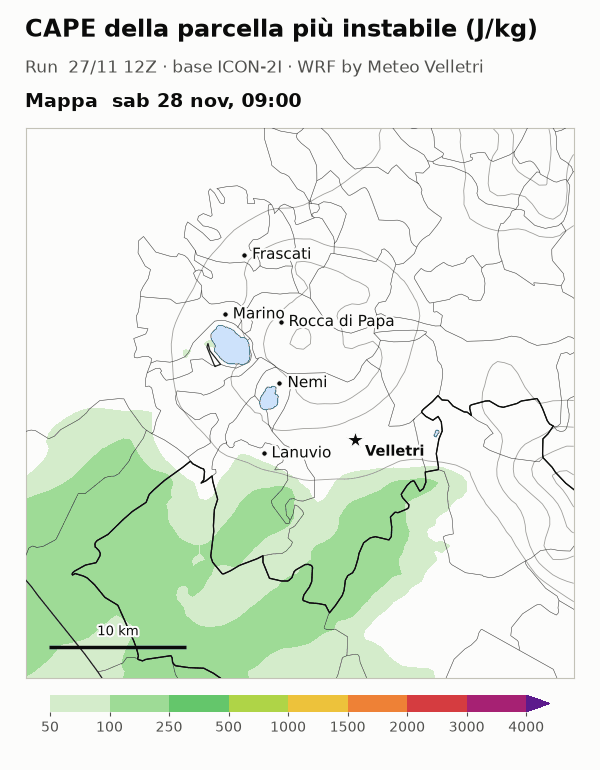 CAPE della parcella più instabile (J/kg)
Run  27/11 12Z · base ICON-2I · WRF by Meteo Velletri
Mappa  sab 28 nov, 09:00
Frascati
Marino
Rocca di Papa
Nemi
Lanuvio
Velletri
10 km
50 100 250 500 1000 1500 2000 3000 4000